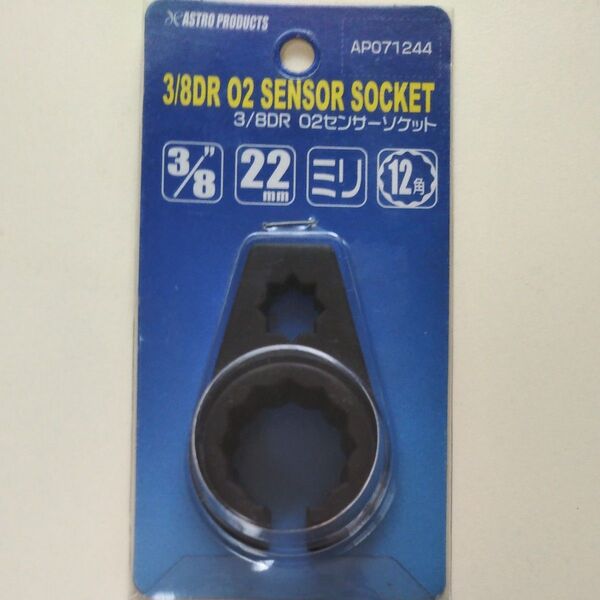 ASTRO PRODUCTS
AP071244
3/8DR O2 SENSOR SOCKET
3/8DR O2センサーソケット
3/8" 22mm ミリ 12角